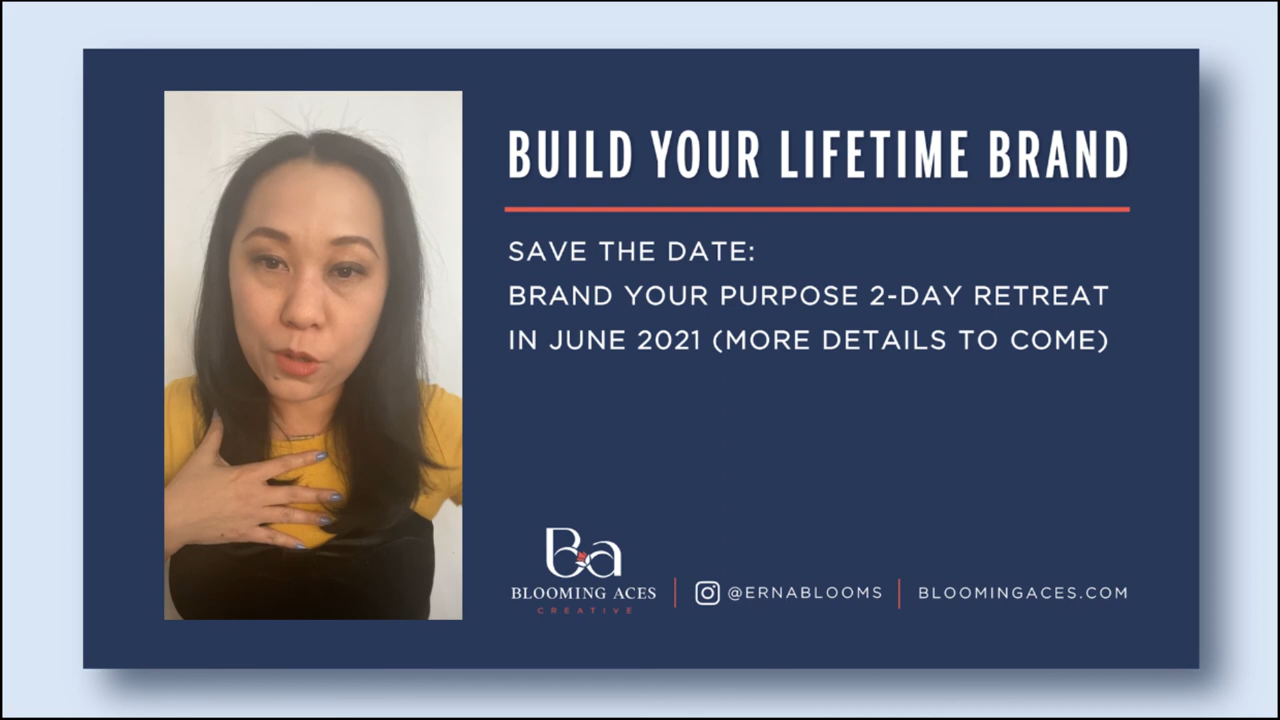 BUILD YOUR LIFETIME BRAND
SAVE THE DATE:
BRAND YOUR PURPOSE 2-DAY RETREAT
IN JUNE 2021 (MORE DETAILS TO COME)
Ba
BLOOMING ACES
CREATIVE
@ERNABLOOMS
BLOOMINGACES.COM